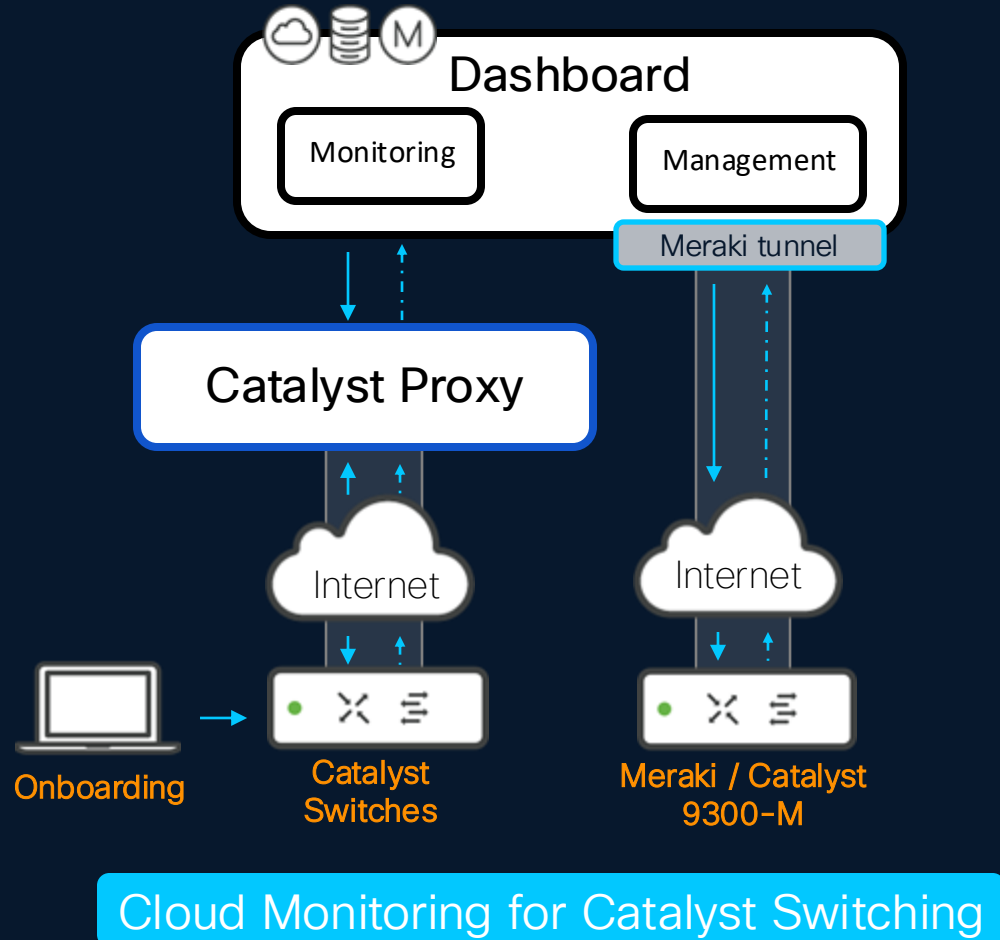 M
Dashboard
Monitoring
Management
Meraki tunnel
Catalyst Proxy
Internet
Internet
Onboarding
Catalyst
Switches
Meraki / Catalyst
9300-M
Cloud Monitoring for Catalyst Switching